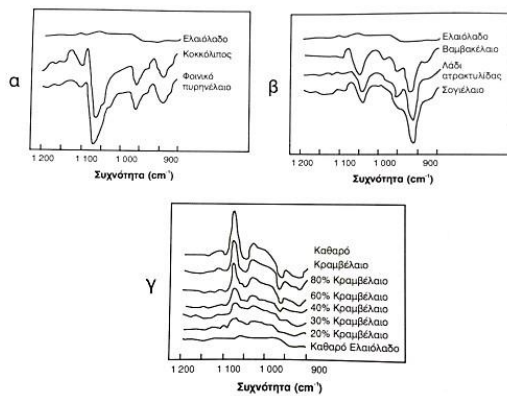 α
Ελαιόλαδο
Κοκκόλιπος
Φοινικο
πυρηνέλαιο
1 200 1 100 1 000 900
Συχνότητα (cm⁻¹)
β
Ελαιόλαδο
Βαμβακέλαιο
Λάδι
ατρακτυλίδας
Σογιέλαιο
1 200 1 100 1 000 900
Συχνότητα (cm⁻¹)
γ
Καθαρό
Κραμβέλαιο
80% Κραμβέλαιο
60% Κραμβέλαιο
40% Κραμβέλαιο
30% Κραμβέλαιο
20% Κραμβέλαιο
Καθαρό Ελαιόλαδο
1 200 1 100 1 000 900
Συχνότητα (cm⁻¹)